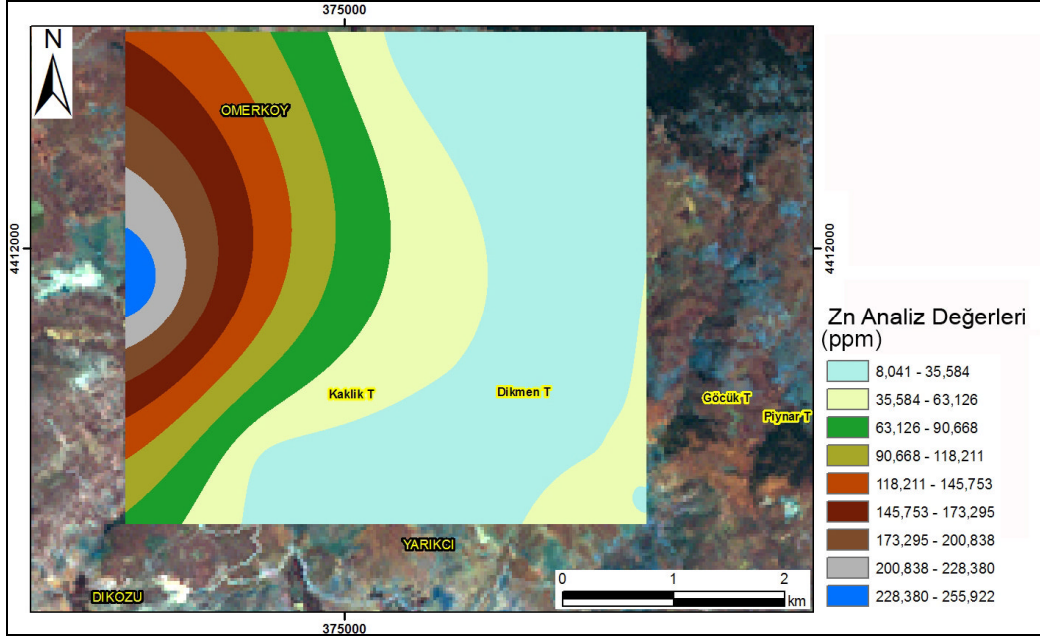 375000
N
OMERKOY
4412000
4412000
Zn Analiz Değerleri
(ppm)
8,041 - 35,584
35,584 - 63,126
63,126 - 90,668
90,668 - 118,211
118,211 - 145,753
145,753 - 173,295
173,295 - 200,838
200,838 - 228,380
228,380 - 255,922
Kaklik T
Dikmen T
Göcük T
Piynar T
YARIKCI
DIKOZU
0 1 2
km
375000